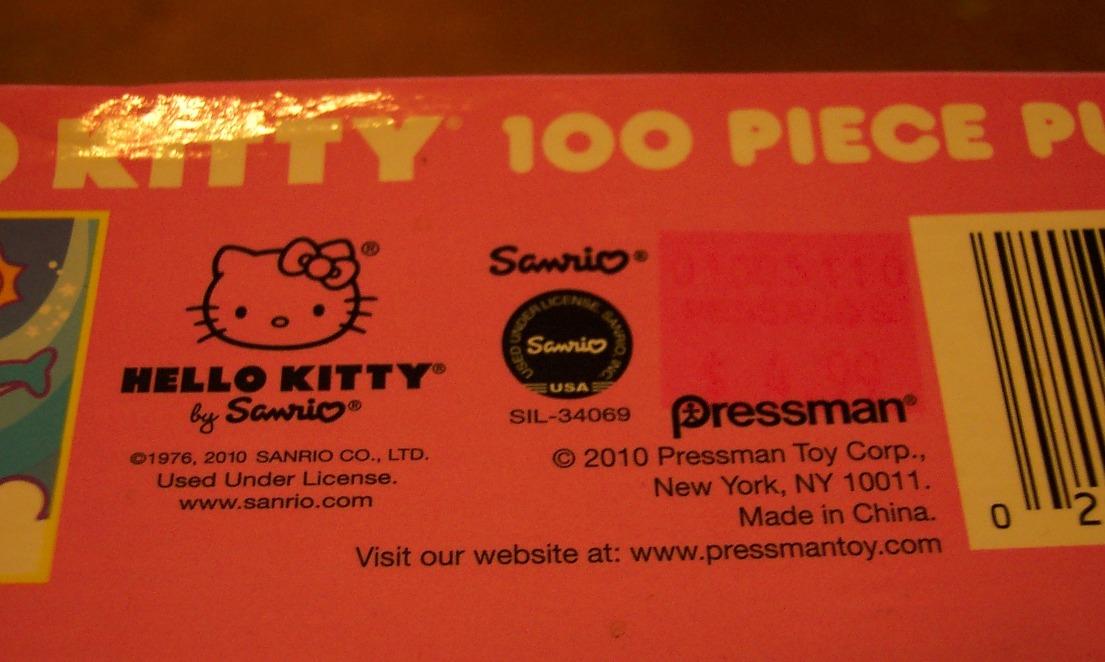 KITTY 100 PIECE
HELLO KITTY®
by Sanrio®
©1976, 2010 SANRIO CO., LTD.
Used Under License.
www.sanrio.com
Sanrio®
USED UNDER LICENSE. SANRIO, INC.
Sanrio
USA
SIL-34069
Pressman®
© 2010 Pressman Toy Corp.,
New York, NY 10011.
Made in China.
Visit our website at: www.pressmantoy.com
0 2